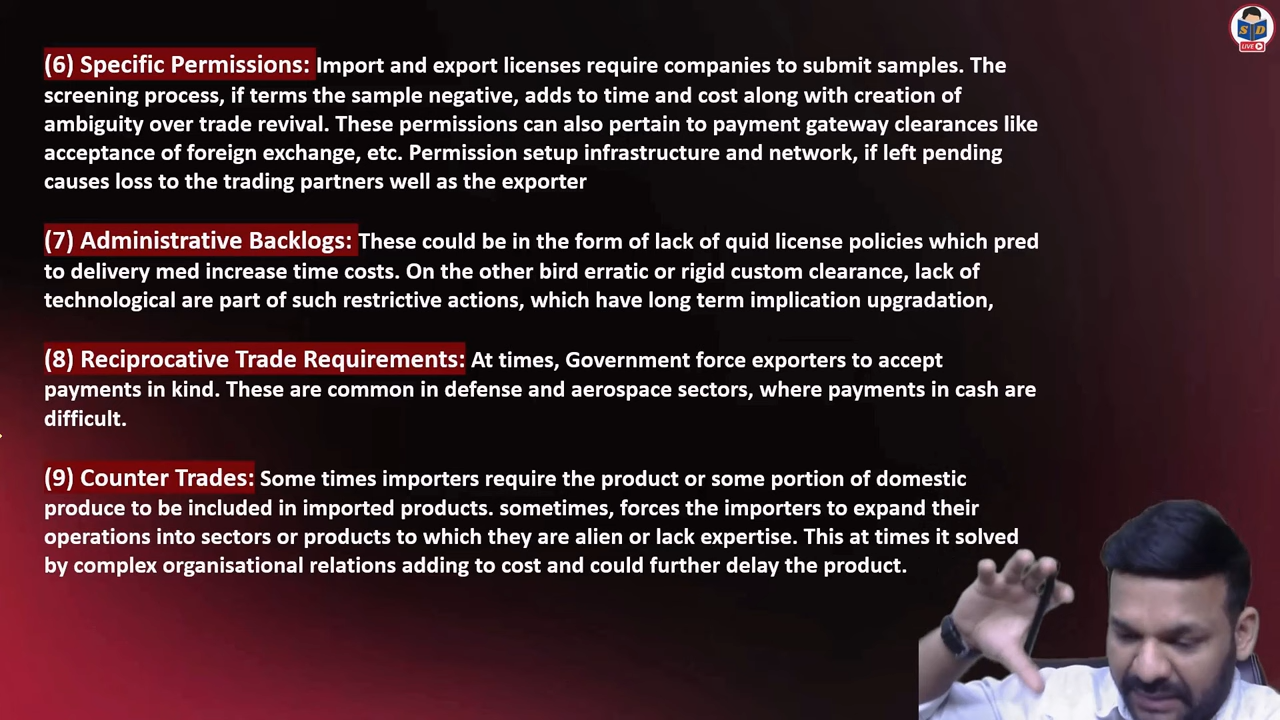 S D
LIVE
(6) Specific Permissions: Import and export licenses require companies to submit samples. The
screening process, if terms the sample negative, adds to time and cost along with creation of
ambiguity over trade revival. These permissions can also pertain to payment gateway clearances like
acceptance of foreign exchange, etc. Permission setup infrastructure and network, if left pending
causes loss to the trading partners well as the exporter
(7) Administrative Backlogs: These could be in the form of lack of quid license policies which pred
to delivery med increase time costs. On the other bird erratic or rigid custom clearance, lack of
technological are part of such restrictive actions, which have long term implication upgradation,
(8) Reciprocative Trade Requirements: At times, Government force exporters to accept
payments in kind. These are common in defense and aerospace sectors, where payments in cash are
difficult.
(9) Counter Trades: Some times importers require the product or some portion of domestic
produce to be included in imported products. sometimes, forces the importers to expand their
operations into sectors or products to which they are alien or lack expertise. This at times it solved
by complex organisational relations adding to cost and could further delay the product.